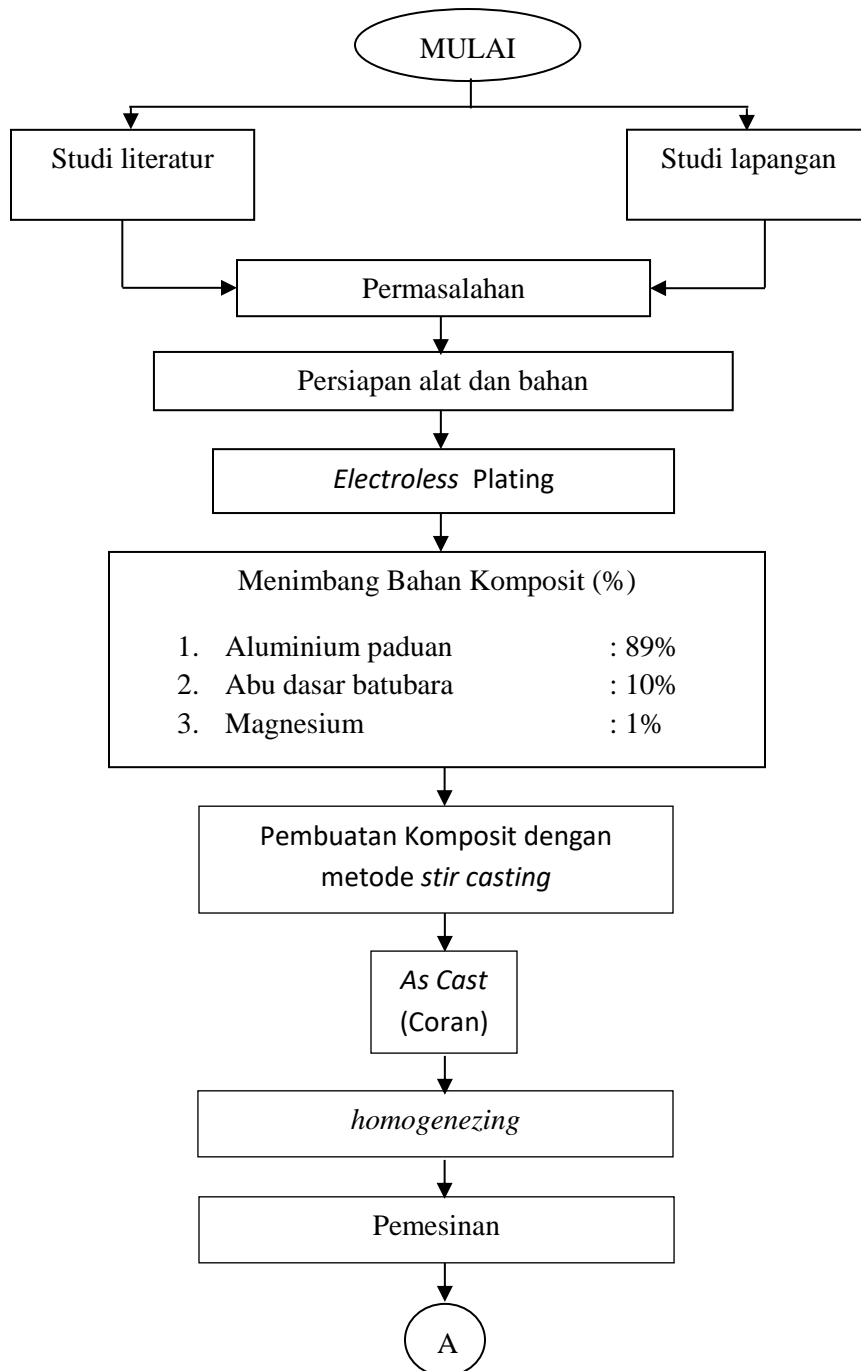 MULAI
Studi literatur
Studi lapangan
Permasalahan
Persiapan alat dan bahan
Electroless Plating
Menimbang Bahan Komposit (%)
1. Aluminium paduan : 89%
2. Abu dasar batubara : 10%
3. Magnesium : 1%
Pembuatan Komposit dengan
metode stir casting
As Cast
(Coran)
homogenezing
Pemesinan
A